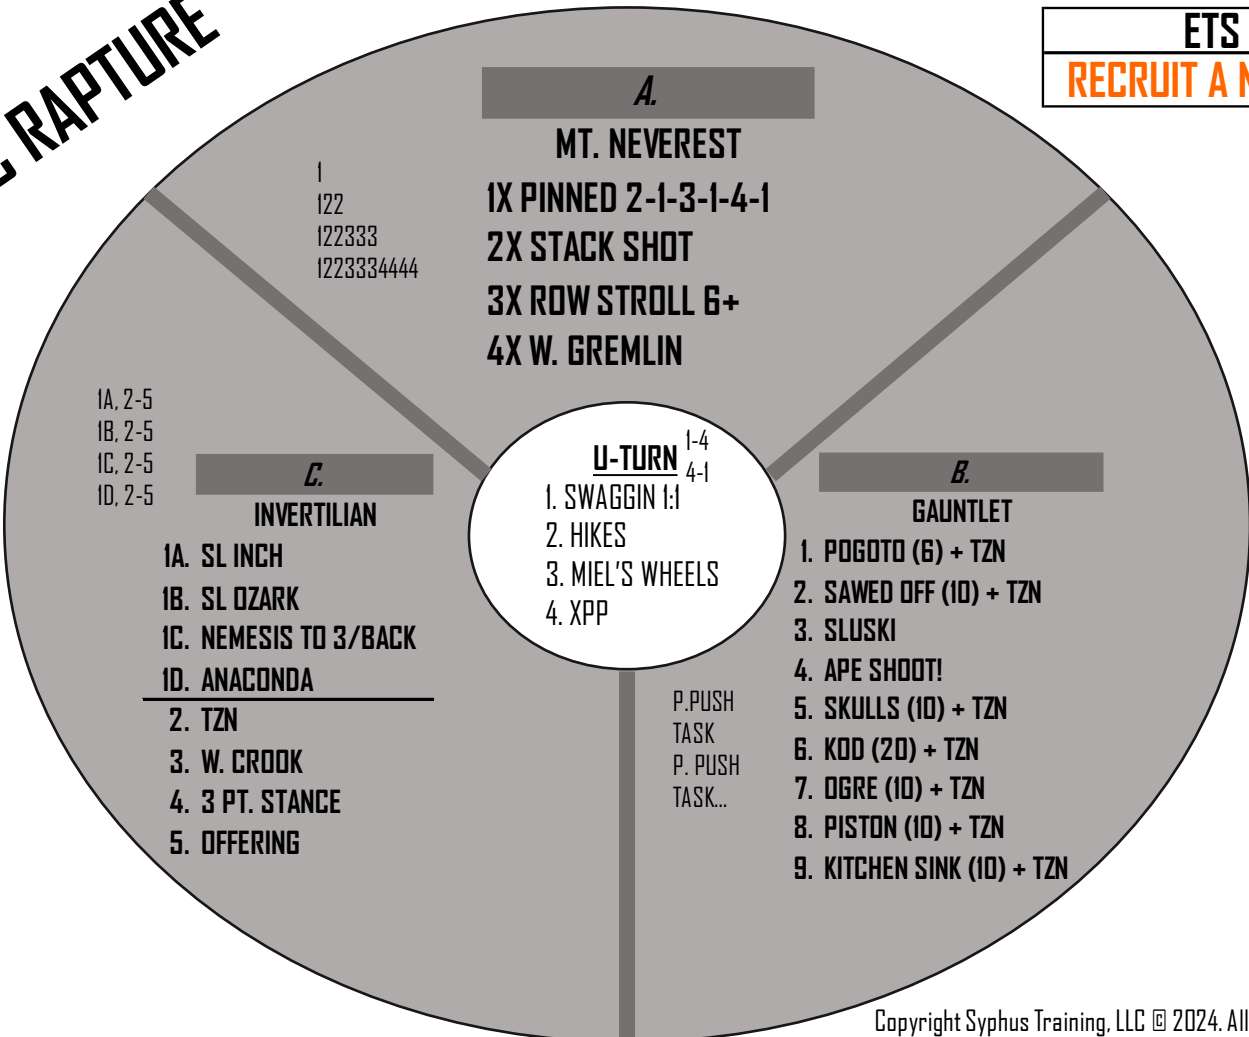 RAPTURE
ETS
RECRUIT A
A.
MT. NEVEREST
1X PINNED 2-1-3-1-4-1
2X STACK SHOT
3X ROW STROLL 6+
4X W. GREMLIN
1
122
122333
1223334444
1A, 2-5
1B, 2-5
1C, 2-5
1D, 2-5
C.
INVERTILIAN
1A. SL INCH
1B. SL OZARK
1C. NEMESIS TO 3/BACK
1D. ANACONDA
2. TZN
3. W. CROOK
4. 3 PT. STANCE
5. OFFERING
U-TURN
1-4
4-1
1. SWAGGIN 1:1
2. HIKES
3. MIEL'S WHEELS
4. XPP
P.PUSH
TASK
P. PUSH
TASK...
B.
GAUNTLET
1. POGOTO (6) + TZN
2. SAWED OFF (10) + TZN
3. SLUSKI
4. APE SHOOT!
5. SKULLS (10) + TZN
6. KOD (20) + TZN
7. OGRE (10) + TZN
8. PISTON (10) + TZN
9. KITCHEN SINK (10) + TZN
Copyright Syphus Training, LLC © 2024. All